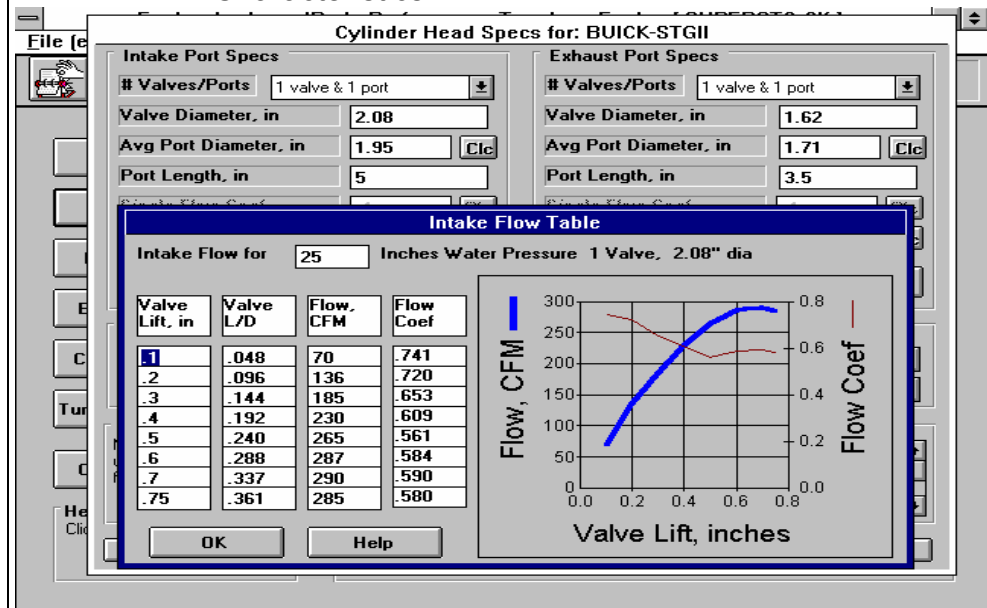 File (e
Cylinder Head Specs for: BUICK-STGII
Intake Port Specs
# Valves/Ports 1 valve & 1 port
Valve Diameter, in 2.08
Avg Port Diameter, in 1.95 Clc
Port Length, in 5
Exhaust Port Specs
# Valves/Ports 1 valve & 1 port
Valve Diameter, in 1.62
Avg Port Diameter, in 1.71 Clc
Port Length, in 3.5
Intake Flow Table
Intake Flow for 25 Inches Water Pressure 1 Valve, 2.08" dia
Valve Lift, in Valve L/D Flow, CFM Flow Coef
.1 .048 70 .741
.2 .096 136 .720
.3 .144 185 .653
.4 .192 230 .609
.5 .240 265 .561
.6 .288 287 .584
.7 .337 290 .590
.75 .361 285 .580
OK Help
Flow, CFM
300
250
200
150
100
50
0
0.0 0.2 0.4 0.6 0.8
Valve Lift, inches
0.8
0.6
0.4
0.2
0.0
Flow Coef
E
C
Tur
C
He
Clic